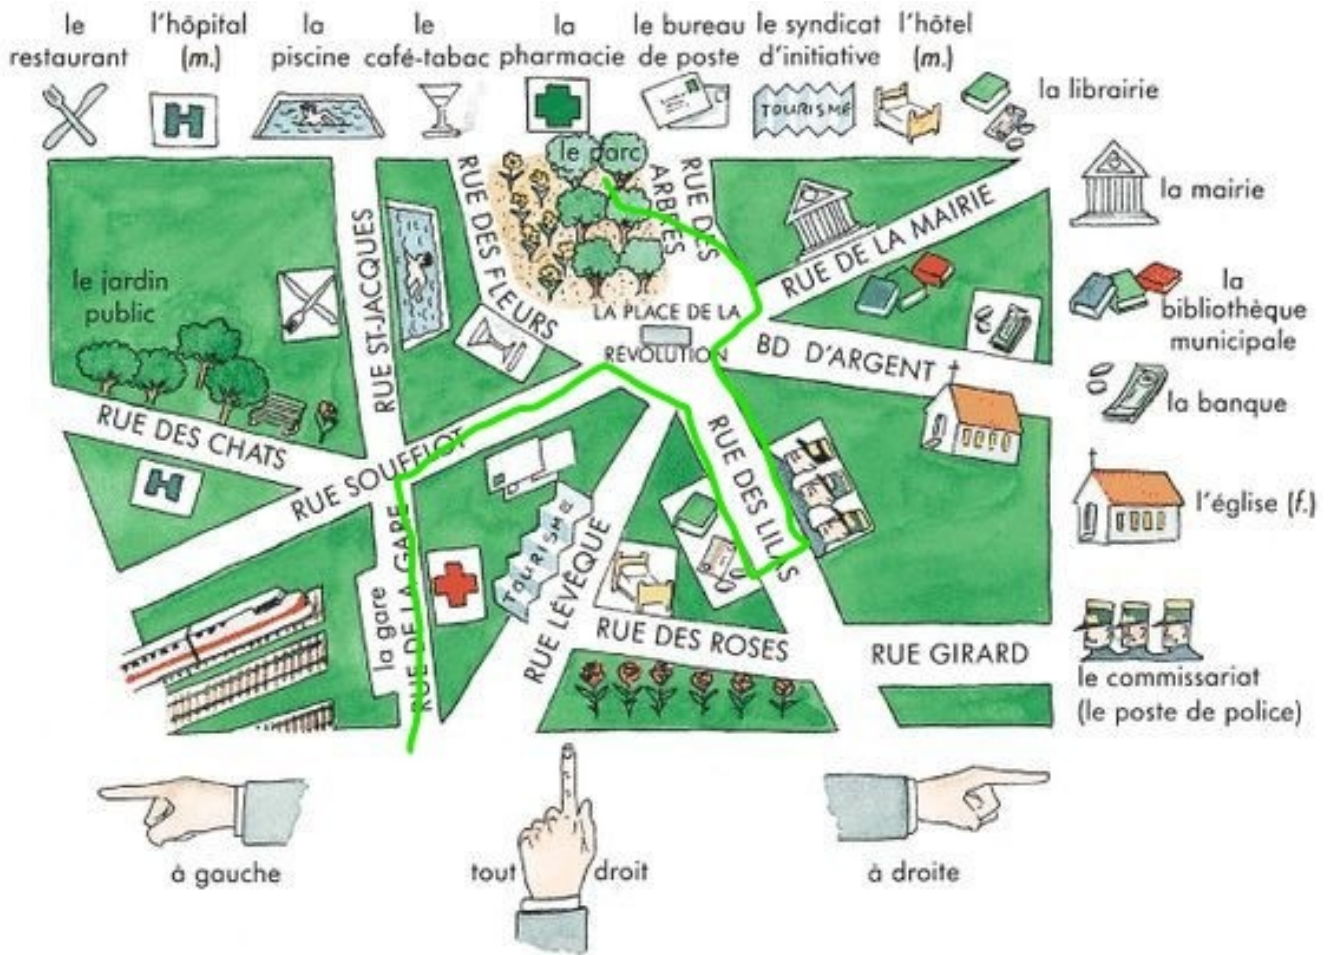 le
restaurant
l'hôpital
(m.)
la
piscine
le
café-tabac
la
pharmacie
le bureau
de poste
le syndicat
d'initiative
l'hôtel
(m.)
la librairie
TOURISME
H
le parc
RUE DES FLEURS
RUE DES
ARBRES
la mairie
RUE ST-JACQUES
RUE DE LA MAIRIE
le jardin
public
la
bibliothèque
municipale
LA PLACE DE LA
RÉVOLUTION
BD D'ARGENT
la banque
RUE DES CHATS
RUE SOUFFLOT
RUE DES LILAS
H
l'église (f.)
TOURISME
la gare
RUE DE LA GARE
RUE LÉVÊQUE
RUE DES ROSES
RUE GIRARD
le commissariat
(le poste de police)
à gauche
tout droit
à droite